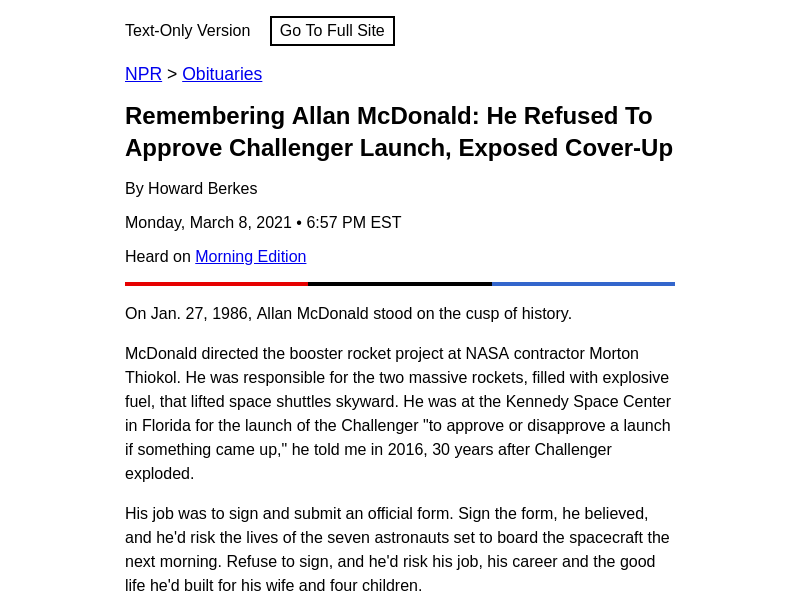 Text-Only Version
Go To Full Site
NPR > Obituaries
Remembering Allan McDonald: He Refused To
Approve Challenger Launch, Exposed Cover-Up
By Howard Berkes
Monday, March 8, 2021 • 6:57 PM EST
Heard on Morning Edition
On Jan. 27, 1986, Allan McDonald stood on the cusp of history.
McDonald directed the booster rocket project at NASA contractor Morton
Thiokol. He was responsible for the two massive rockets, filled with explosive
fuel, that lifted space shuttles skyward. He was at the Kennedy Space Center
in Florida for the launch of the Challenger "to approve or disapprove a launch
if something came up," he told me in 2016, 30 years after Challenger
exploded.
His job was to sign and submit an official form. Sign the form, he believed,
and he'd risk the lives of the seven astronauts set to board the spacecraft the
next morning. Refuse to sign, and he'd risk his job, his career and the good
life he'd built for his wife and four children.